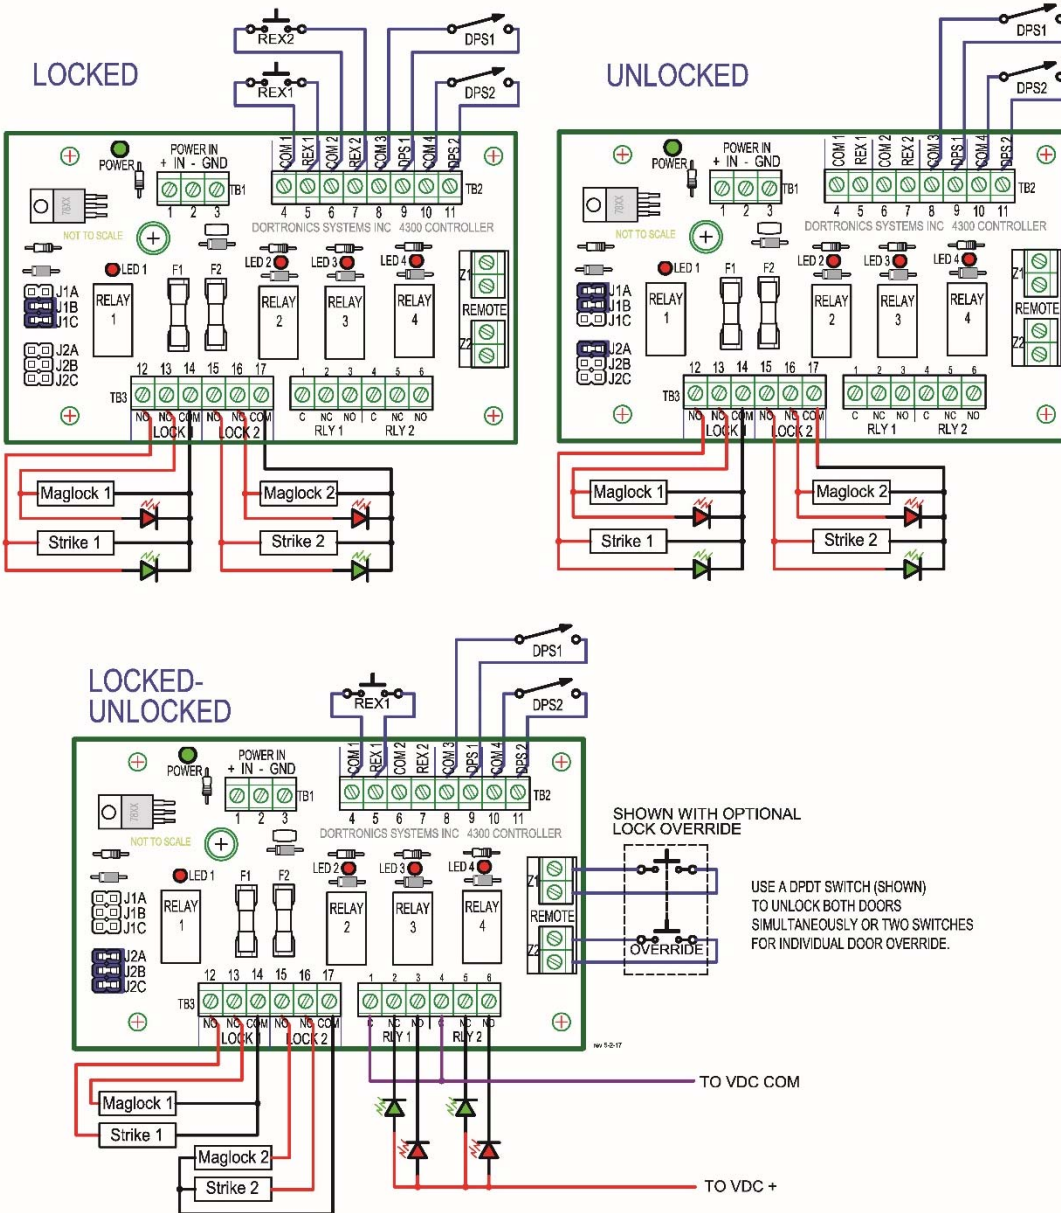 LOCKED
REX2
REX1
DPS1
DPS2
POWER
POWER IN
+ IN - GND
TB1
1 2 3
COM 1
REX 1
COM 2
REX 2
COM 3
DPS 1
COM 4
DPS 2
TB2
4 5 6 7 8 9 10 11
78XX
NOT TO SCALE
DORTRONICS SYSTEMS INC 4300 CONTROLLER
LED 1
F1
F2
LED 2
LED 3
LED 4
J1A
J1B
J1C
J2A
J2B
J2C
RELAY 1
RELAY 2
RELAY 3
RELAY 4
Z1
REMOTE
Z2
12 13 14 15 16 17
1 2 3 4 5 6
TB3
NO NC COM NO NC COM
C NC NO C NC NO
LOCK 1
LOCK 2
RLY 1
RLY 2
Maglock 1
Maglock 2
Strike 1
Strike 2
UNLOCKED
DPS1
DPS2
POWER
POWER IN
+ IN - GND
TB1
1 2 3
COM 1
REX 1
COM 2
REX 2
COM 3
DPS 1
COM 4
DPS 2
TB2
4 5 6 7 8 9 10 11
78XX
NOT TO SCALE
DORTRONICS SYSTEMS INC 4300 CONTROLLER
LED 1
F1
F2
LED 2
LED 3
LED 4
J1A
J1B
J1C
J2A
J2B
J2C
RELAY 1
RELAY 2
RELAY 3
RELAY 4
Z1
REMOTE
Z2
12 13 14 15 16 17
1 2 3 4 5 6
TB3
NO NC COM NO NC COM
C NC NO C NC NO
LOCK 1
LOCK 2
RLY 1
RLY 2
Maglock 1
Maglock 2
Strike 1
Strike 2
LOCKED-
UNLOCKED
REX1
DPS1
DPS2
POWER
POWER IN
+ IN - GND
TB1
1 2 3
COM 1
REX 1
COM 2
REX 2
COM 3
DPS 1
COM 4
DPS 2
TB2
4 5 6 7 8 9 10 11
78XX
NOT TO SCALE
DORTRONICS SYSTEMS INC 4300 CONTROLLER
LED 1
F1
F2
LED 2
LED 3
LED 4
J1A
J1B
J1C
J2A
J2B
J2C
RELAY 1
RELAY 2
RELAY 3
RELAY 4
Z1
REMOTE
Z2
SHOWN WITH OPTIONAL
LOCK OVERRIDE
OVERRIDE
USE A DPDT SWITCH (SHOWN)
TO UNLOCK BOTH DOORS
SIMULTANEOUSLY OR TWO SWITCHES
FOR INDIVIDUAL DOOR OVERRIDE.
12 13 14 15 16 17
1 2 3 4 5 6
TB3
NO NC COM NO NC COM
C NC NO C NC NO
LOCK 1
LOCK 2
RLY 1
RLY 2
rev 5-2-17
TO VDC COM
Maglock 1
Strike 1
Maglock 2
Strike 2
TO VDC +